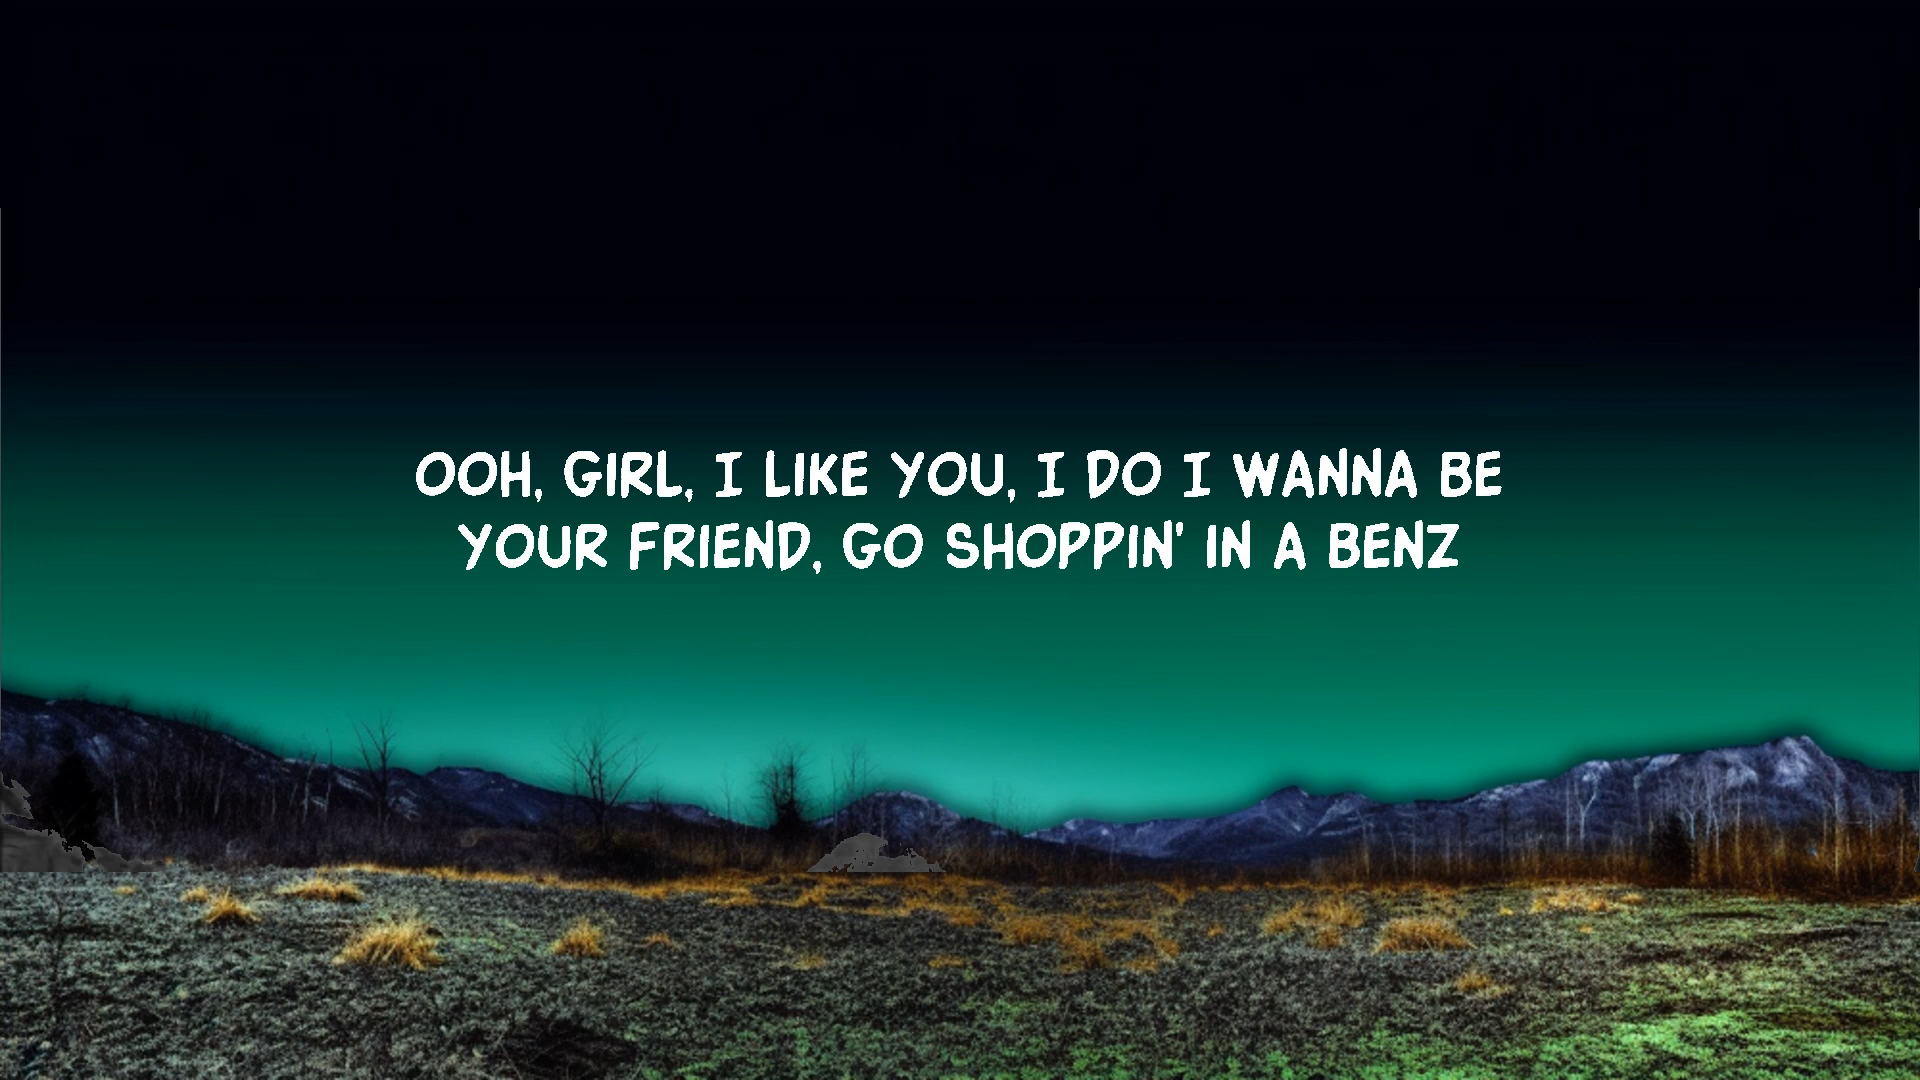 OOH, GIRL, I LIKE YOU, I DO I WANNA BE
YOUR FRIEND, GO SHOPPIN' IN A BENZ